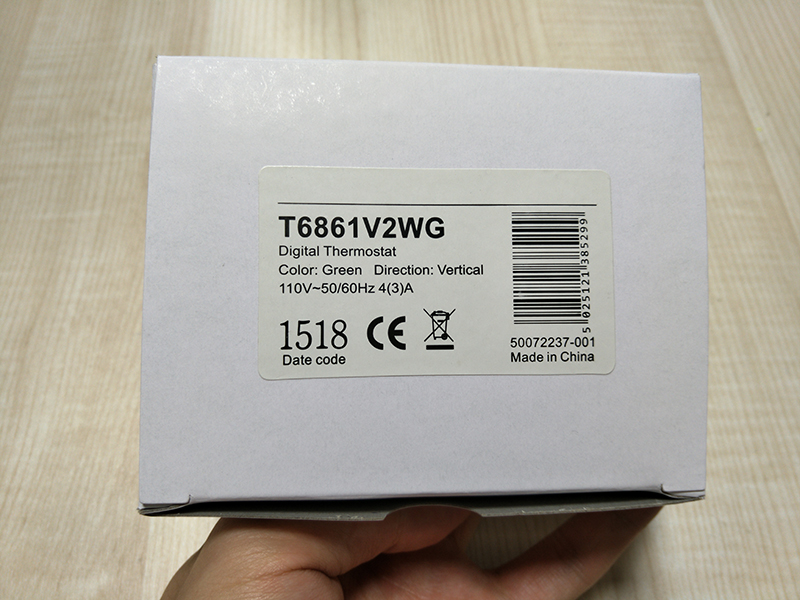 T6861V2WG
Digital Thermostat
Color: Green Direction: Vertical
110V~50/60Hz 4(3)A
1518
Date code
CE
5 025121 385299
50072237-001
Made in China